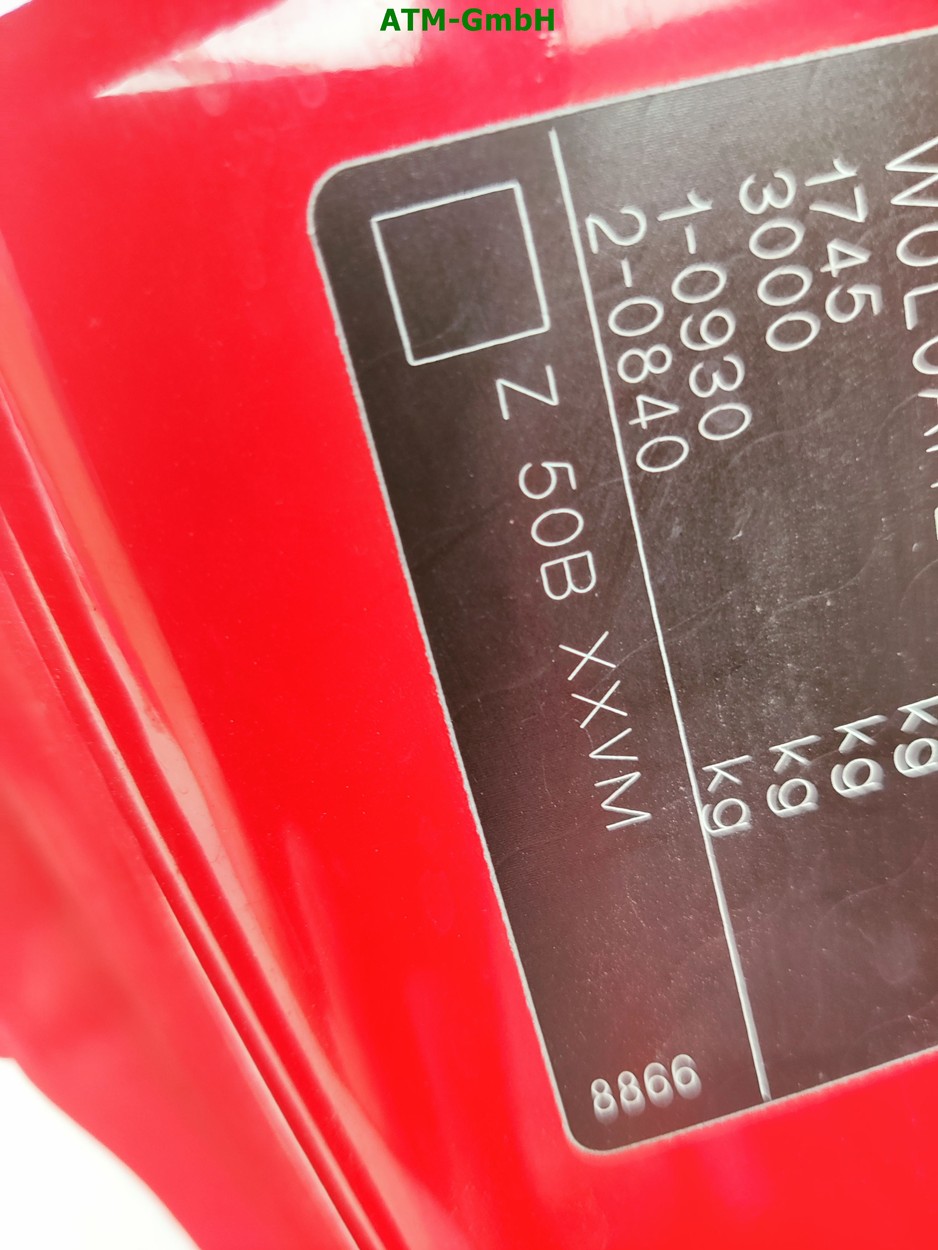 ATM-GmbH
1745 kg
3000 kg
1-0930 kg
2-0840 kg
Z 50B XXVM
8866